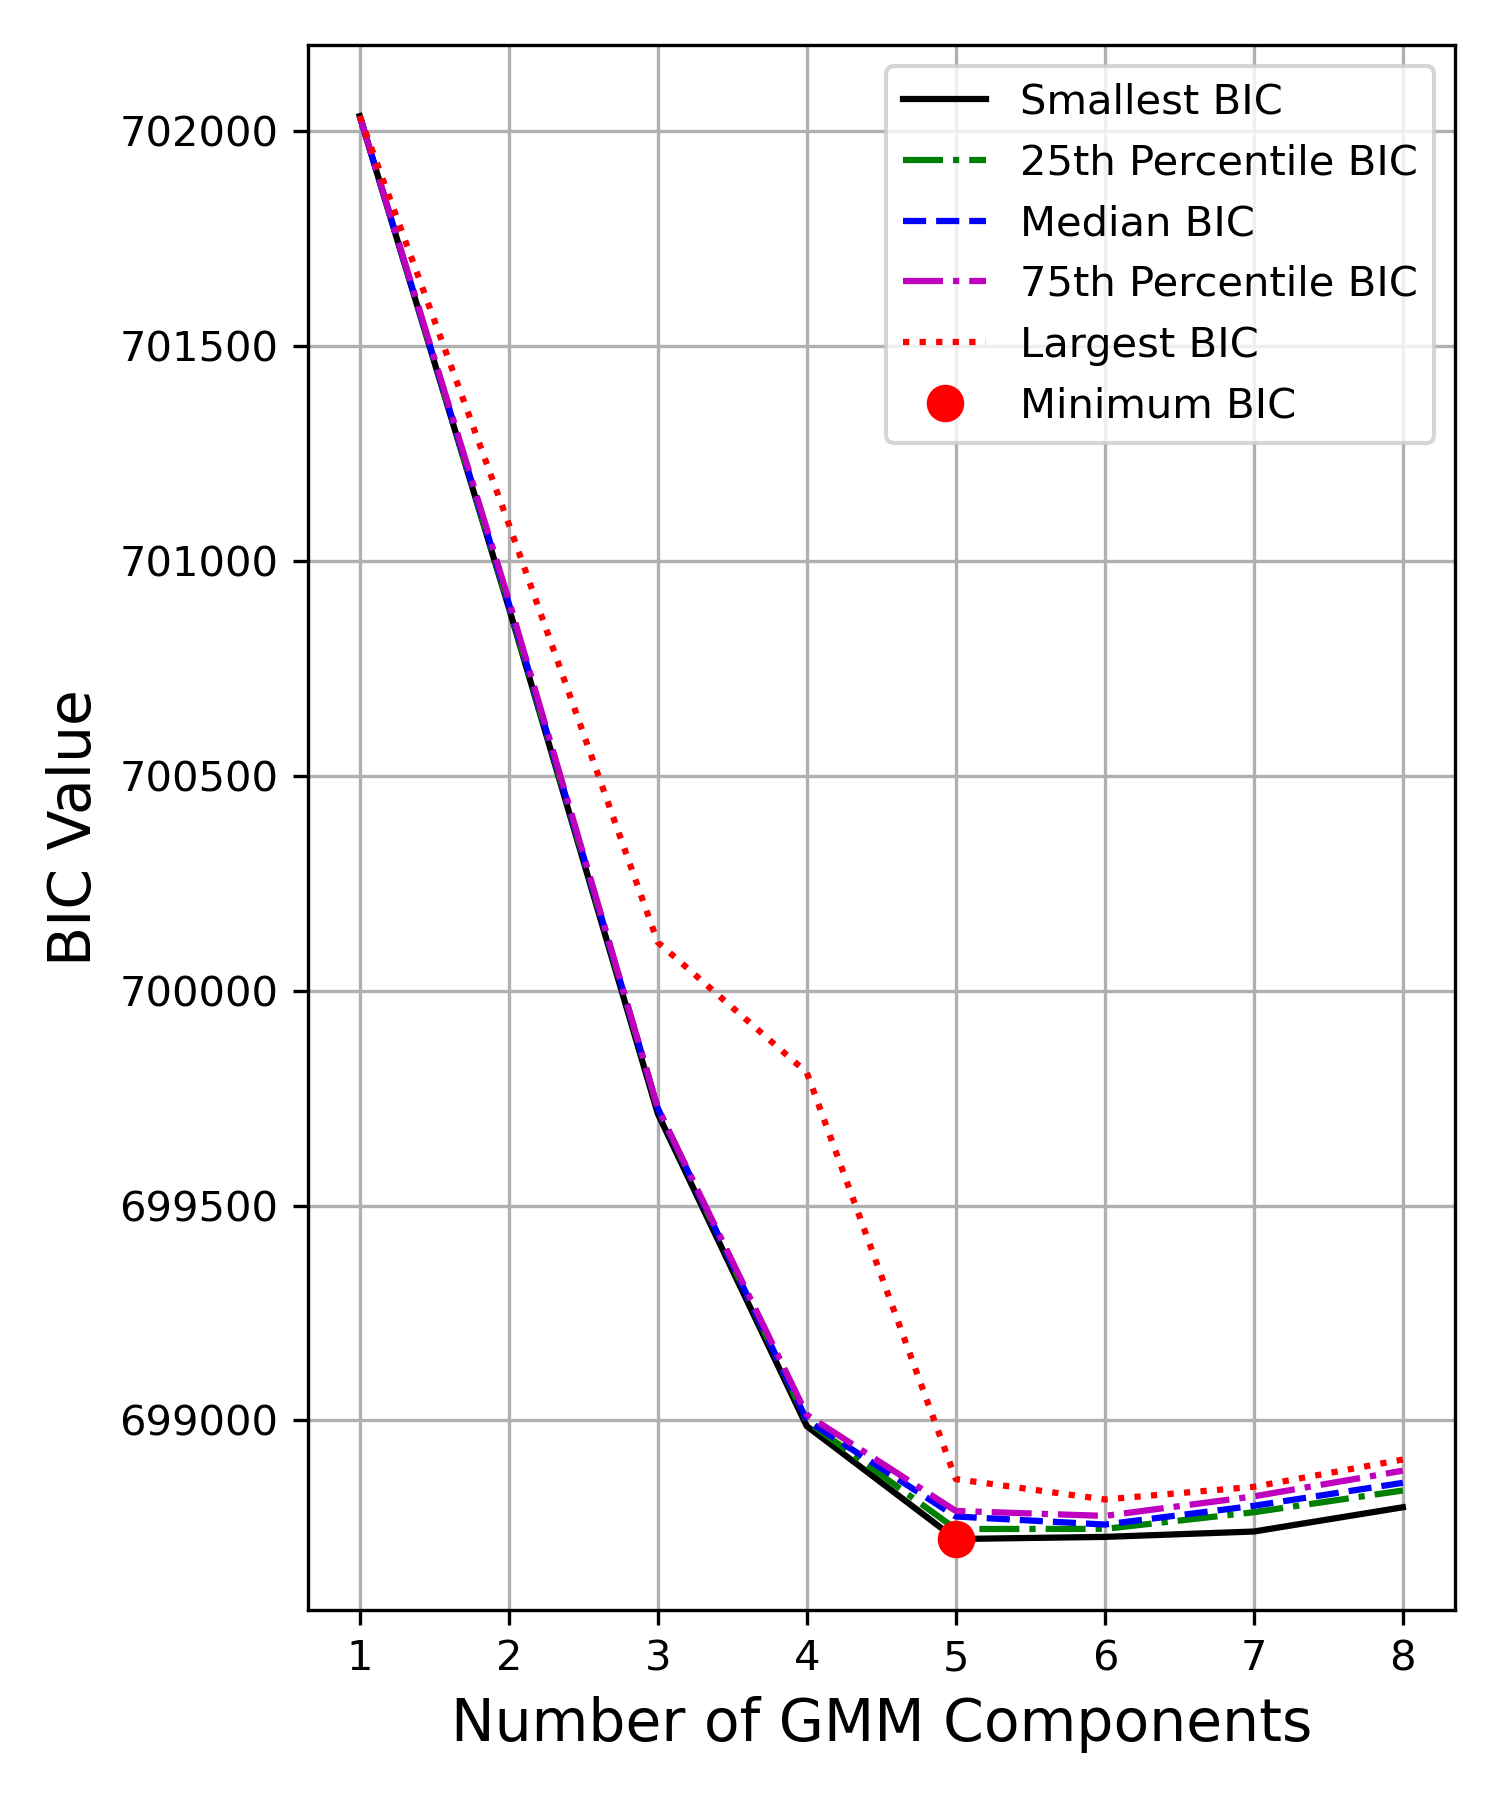 Smallest BIC
25th Percentile BIC
Median BIC
75th Percentile BIC
Largest BIC
Minimum BIC
702000
701500
701000
700500
700000
699500
699000
BIC Value
1 2 3 4 5 6 7 8
Number of GMM Components